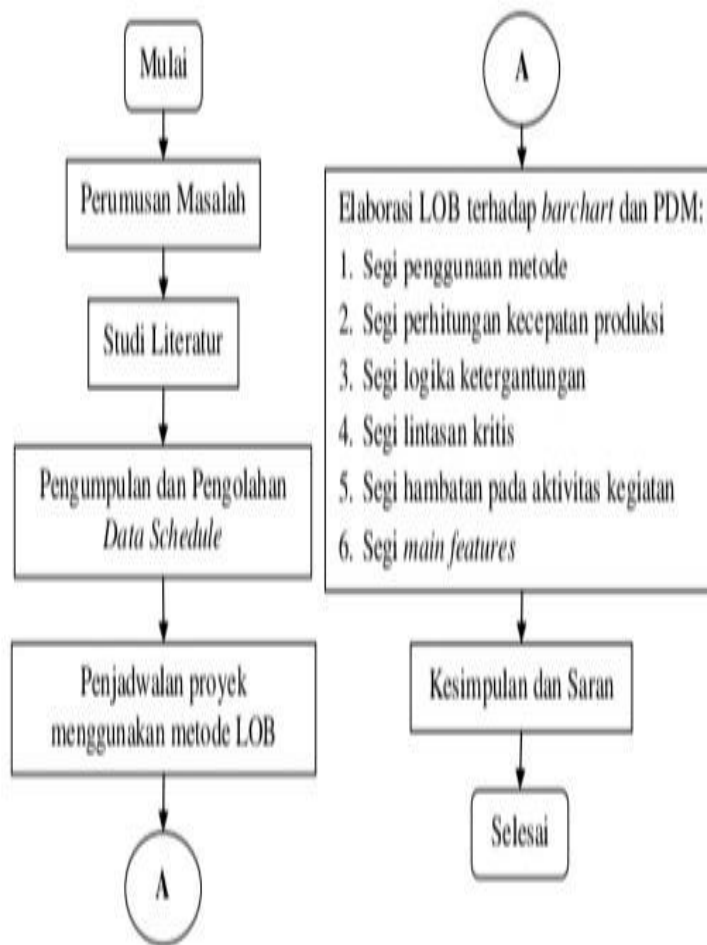 Mulai
Perumusan Masalah
Studi Literatur
Pengumpulan dan Pengolahan
Data Schedule
Penjadwalan proyek
menggunakan metode LOB
A
A
Elaborasi LOB terhadap barchart dan PDM:
1. Segi penggunaan metode
2. Segi perhitungan kecepatan produksi
3. Segi logika ketergantungan
4. Segi lintasan kritis
5. Segi hambatan pada aktivitas kegiatan
6. Segi main features
Kesimpulan dan Saran
Selesai